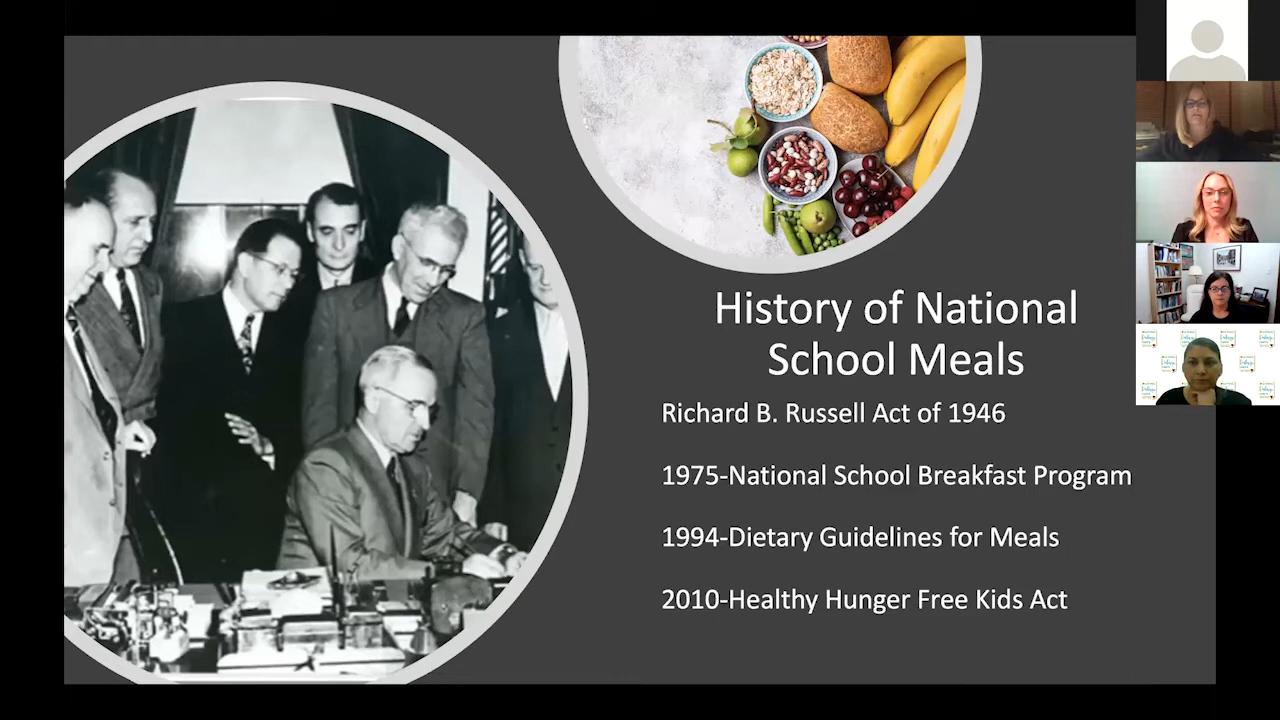 History of National
School Meals
Richard B. Russell Act of 1946
1975-National School Breakfast Program
1994-Dietary Guidelines for Meals
2010-Healthy Hunger Free Kids Act